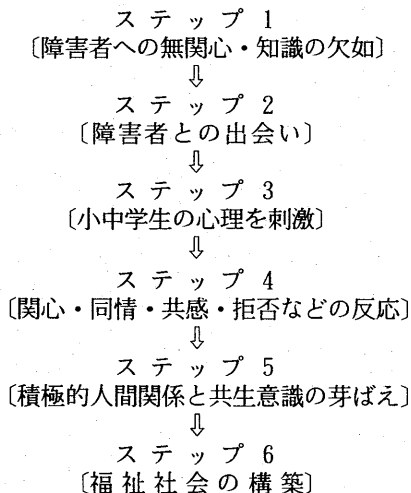 ステップ 1
〔障害者への無関心・知識の欠如〕
⇩
ステップ 2
〔障害者との出会い〕
⇩
ステップ 3
〔小中学生の心理を刺激〕
⇩
ステップ 4
〔関心・同情・共感・拒否などの反応〕
⇩
ステップ 5
〔積極的人間関係と共生意識の芽ばえ〕
⇩
ステップ 6
〔福祉社会の構築〕